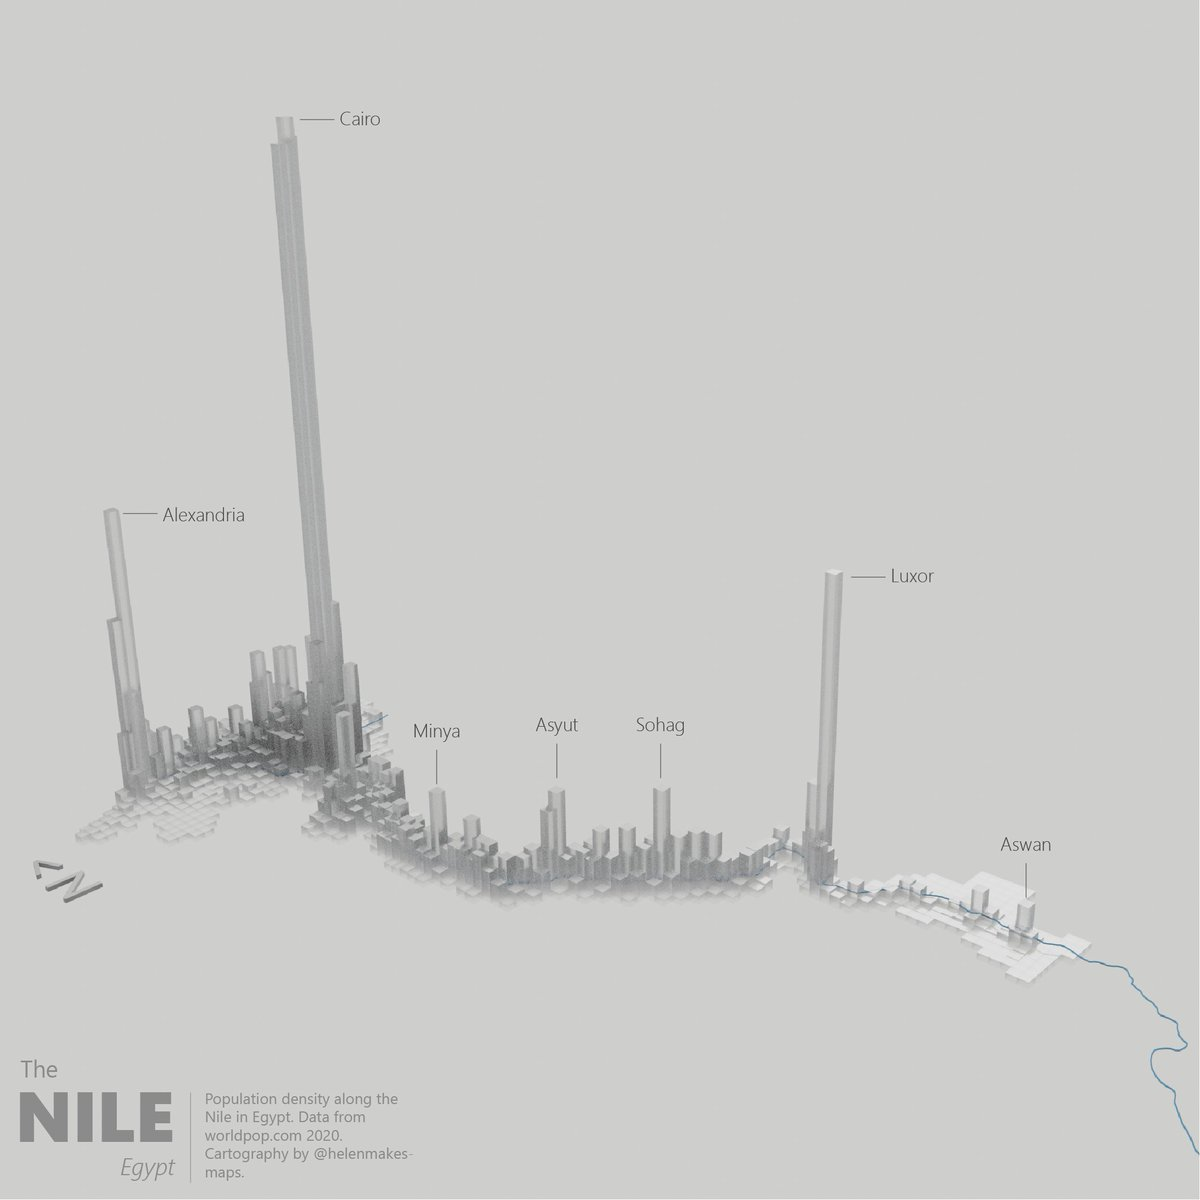 Cairo
Alexandria
Luxor
Minya
Asyut
Sohag
Aswan
N
The
NILE
Egypt
Population density along the
Nile in Egypt. Data from
worldpop.com 2020.
Cartography by @helenmakes-
maps.